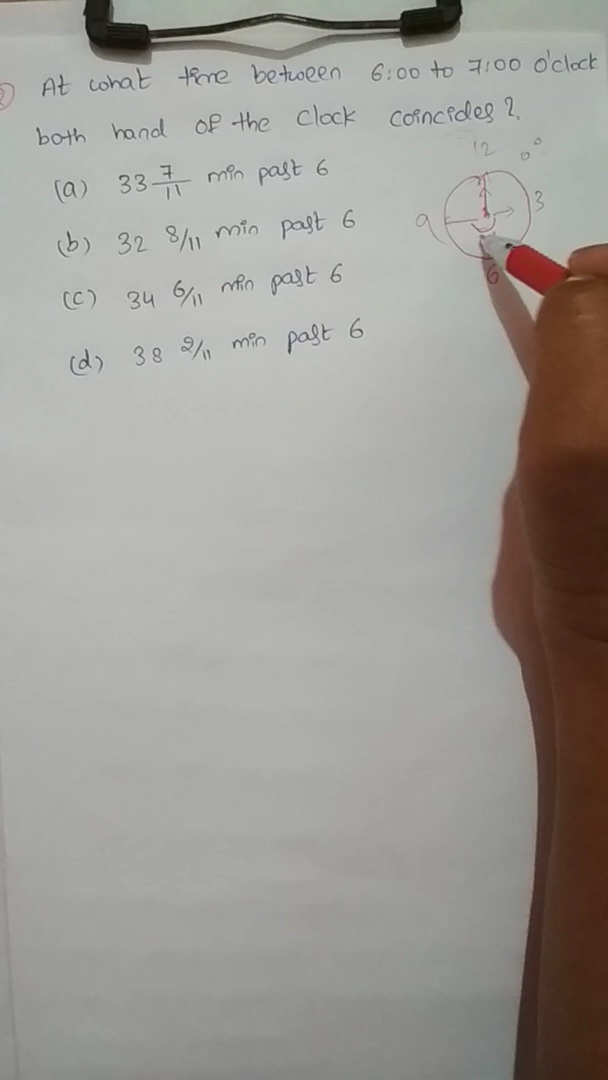 2) At what time between 6:00 to 7:00 O'clock
both hand of the clock coincides?
(a) 33 7/11 min past 6
(b) 32 8/11 min past 6
(c) 34 6/11 min past 6
(d) 38 2/11 min past 6
12 0°
9 3
6